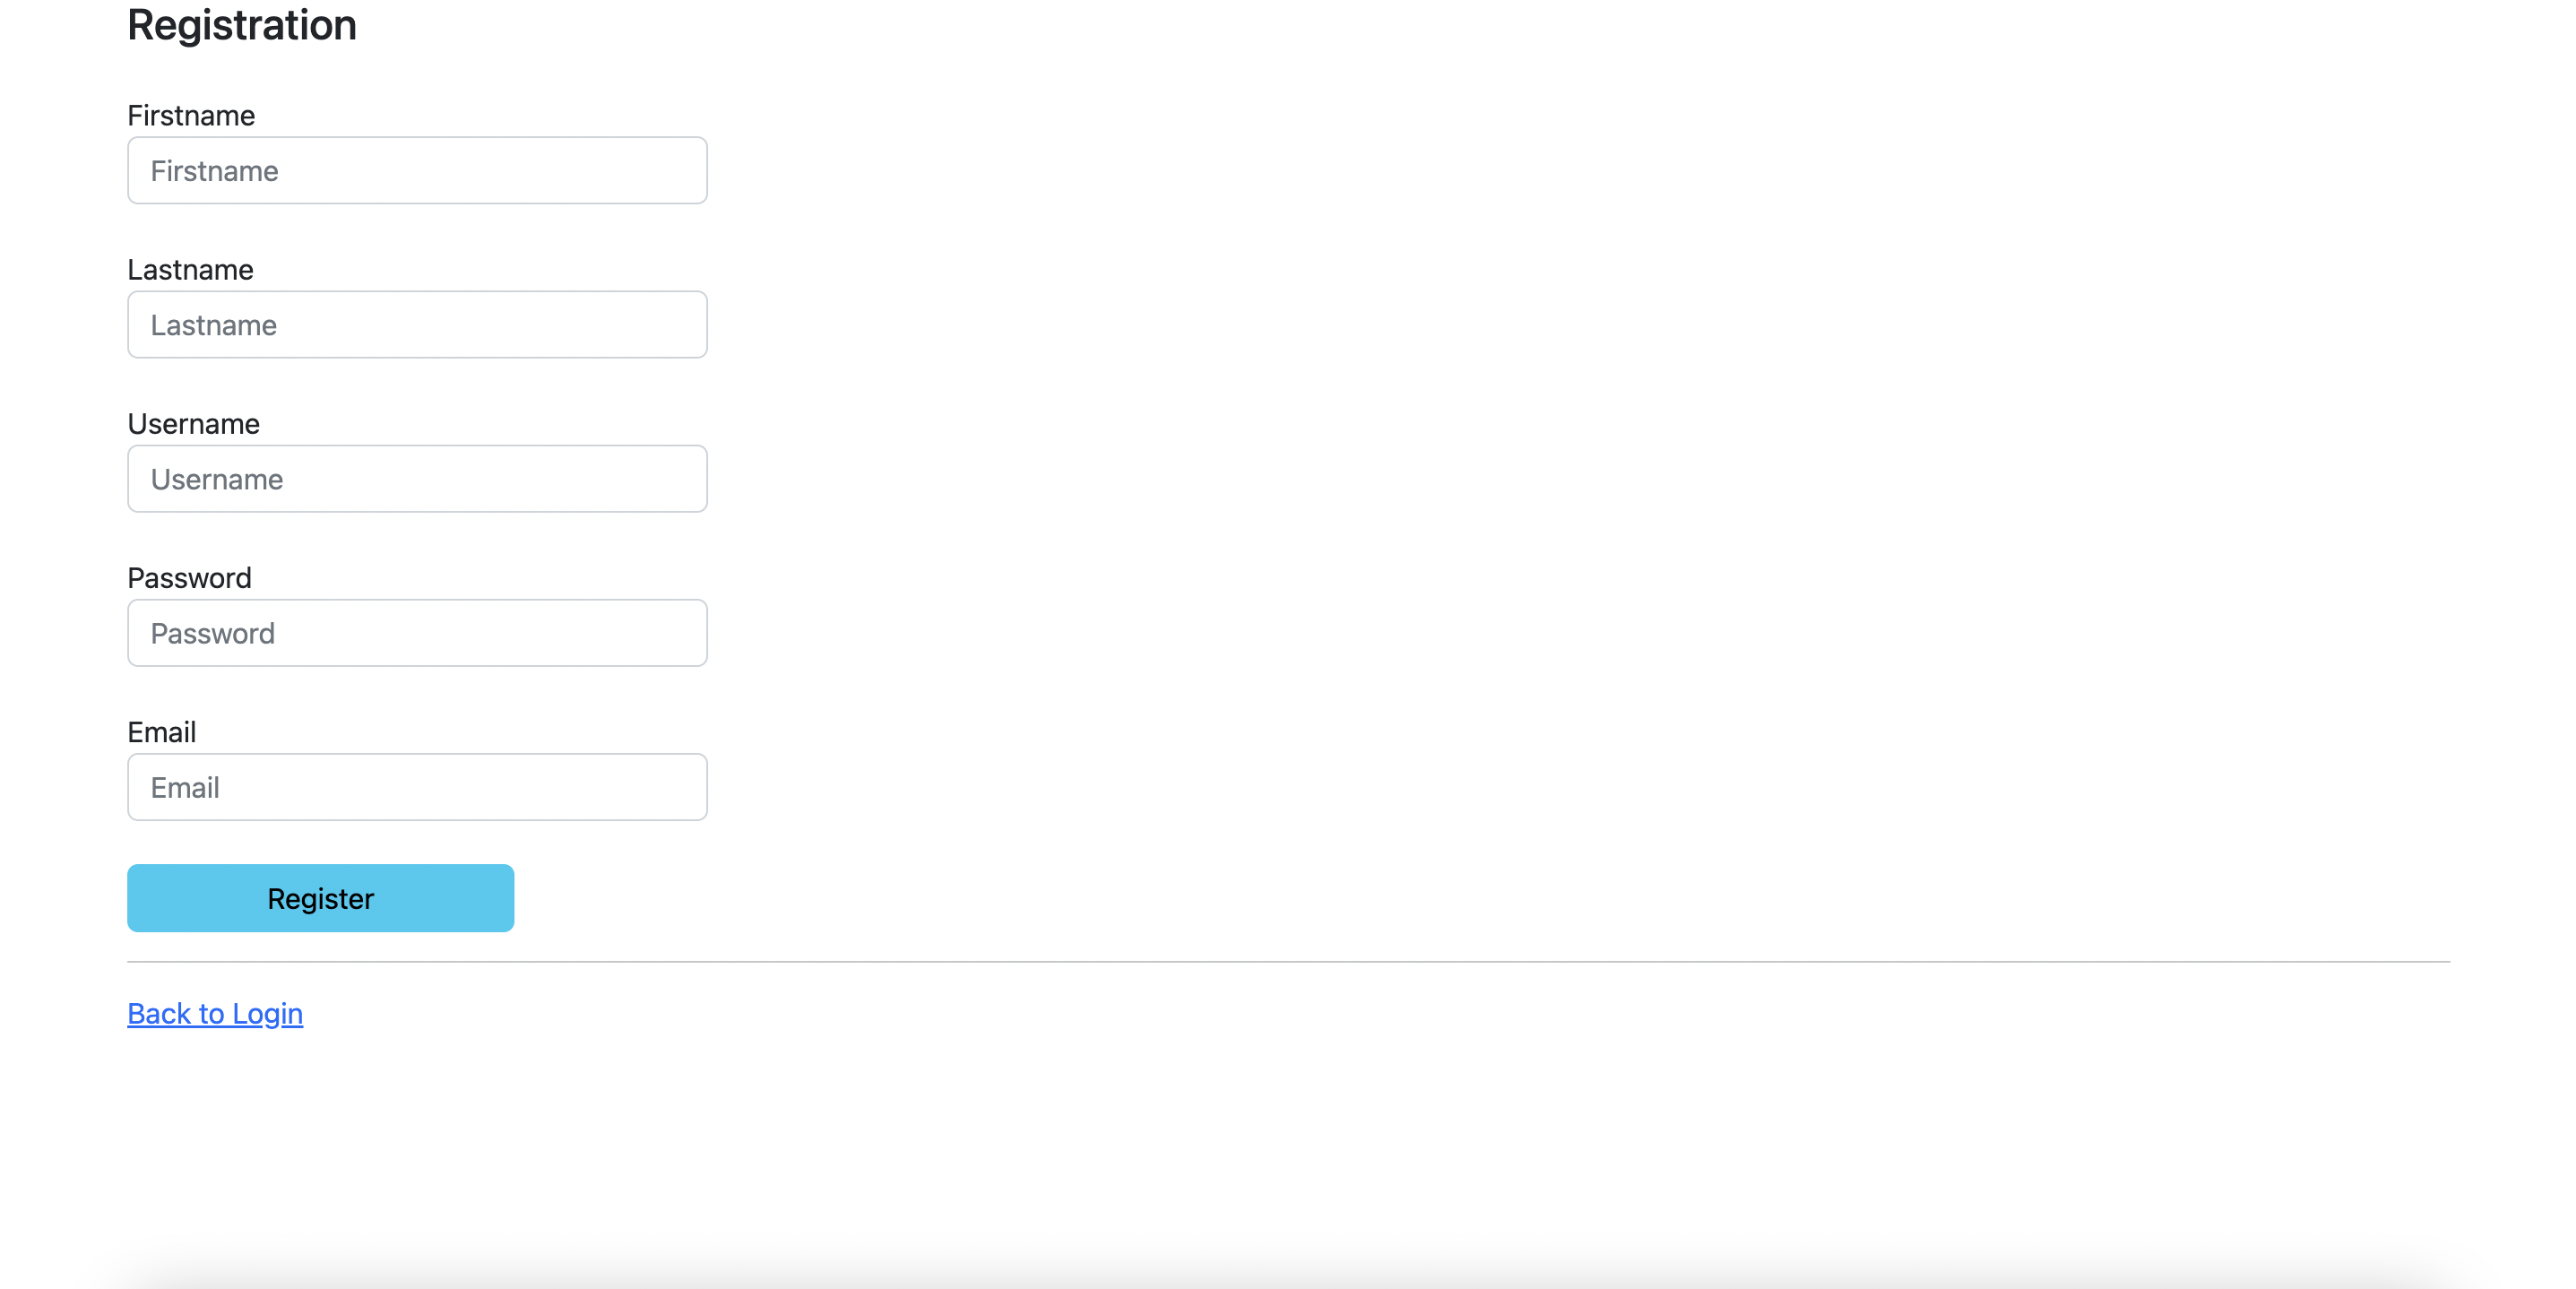 Registration
Firstname
Firstname
Lastname
Lastname
Username
Username
Password
Password
Email
Email
Register
Back to Login